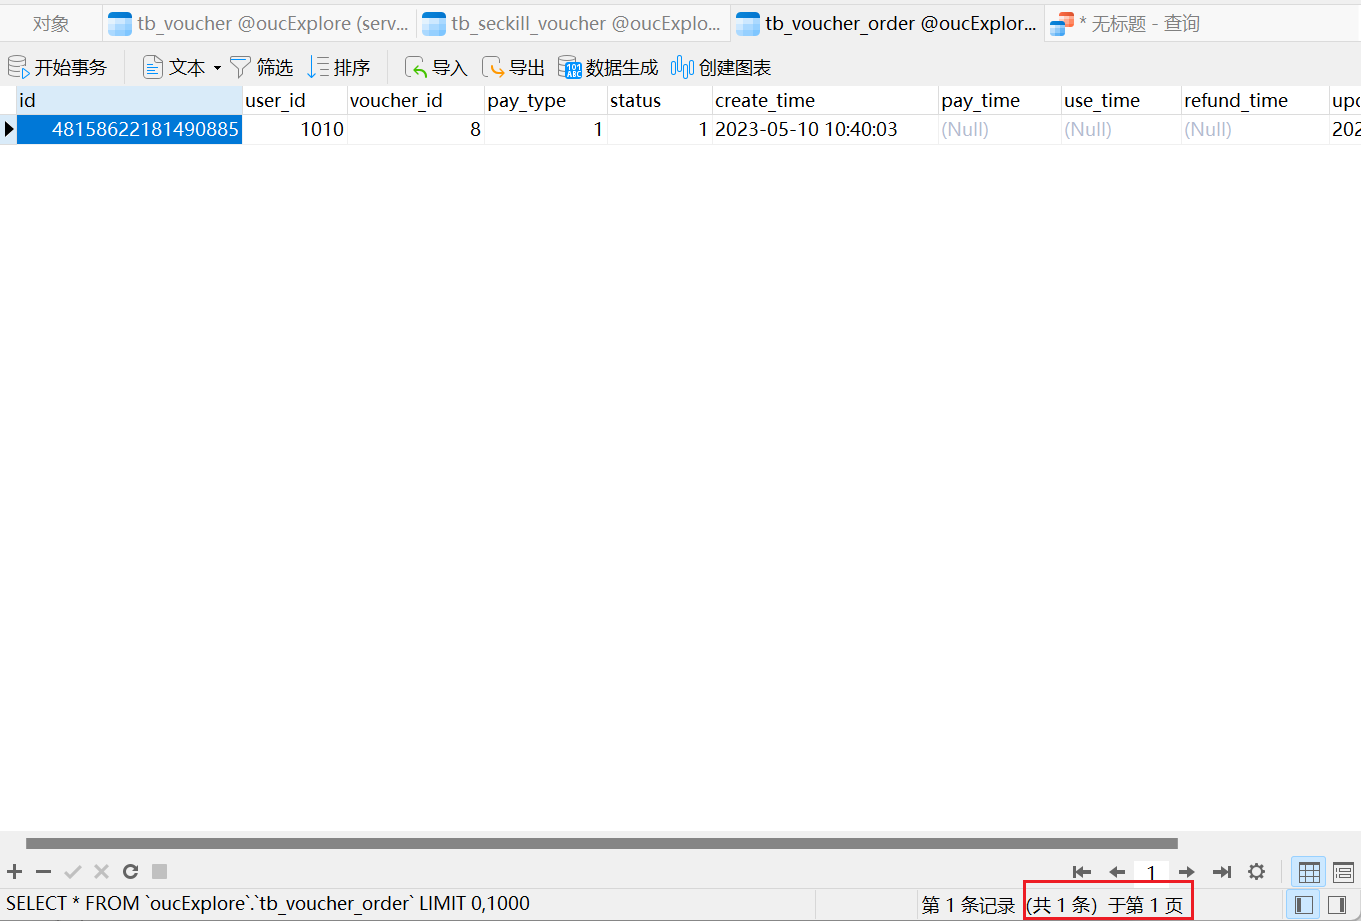 对象 tb_voucher @oucExplore (serv... tb_seckill_voucher @oucExplo... tb_voucher_order @oucExplor... * 无标题 - 查询
开始事务 文本 筛选 排序 导入 导出 数据生成 创建图表
id user_id voucher_id pay_type status create_time pay_time use_time refund_time upd
48158622181490885 1010 8 1 1 2023-05-10 10:40:03 (Null) (Null) (Null) 202
1
SELECT * FROM `oucExplore`.`tb_voucher_order` LIMIT 0,1000 第 1 条记录 (共 1 条) 于第 1 页